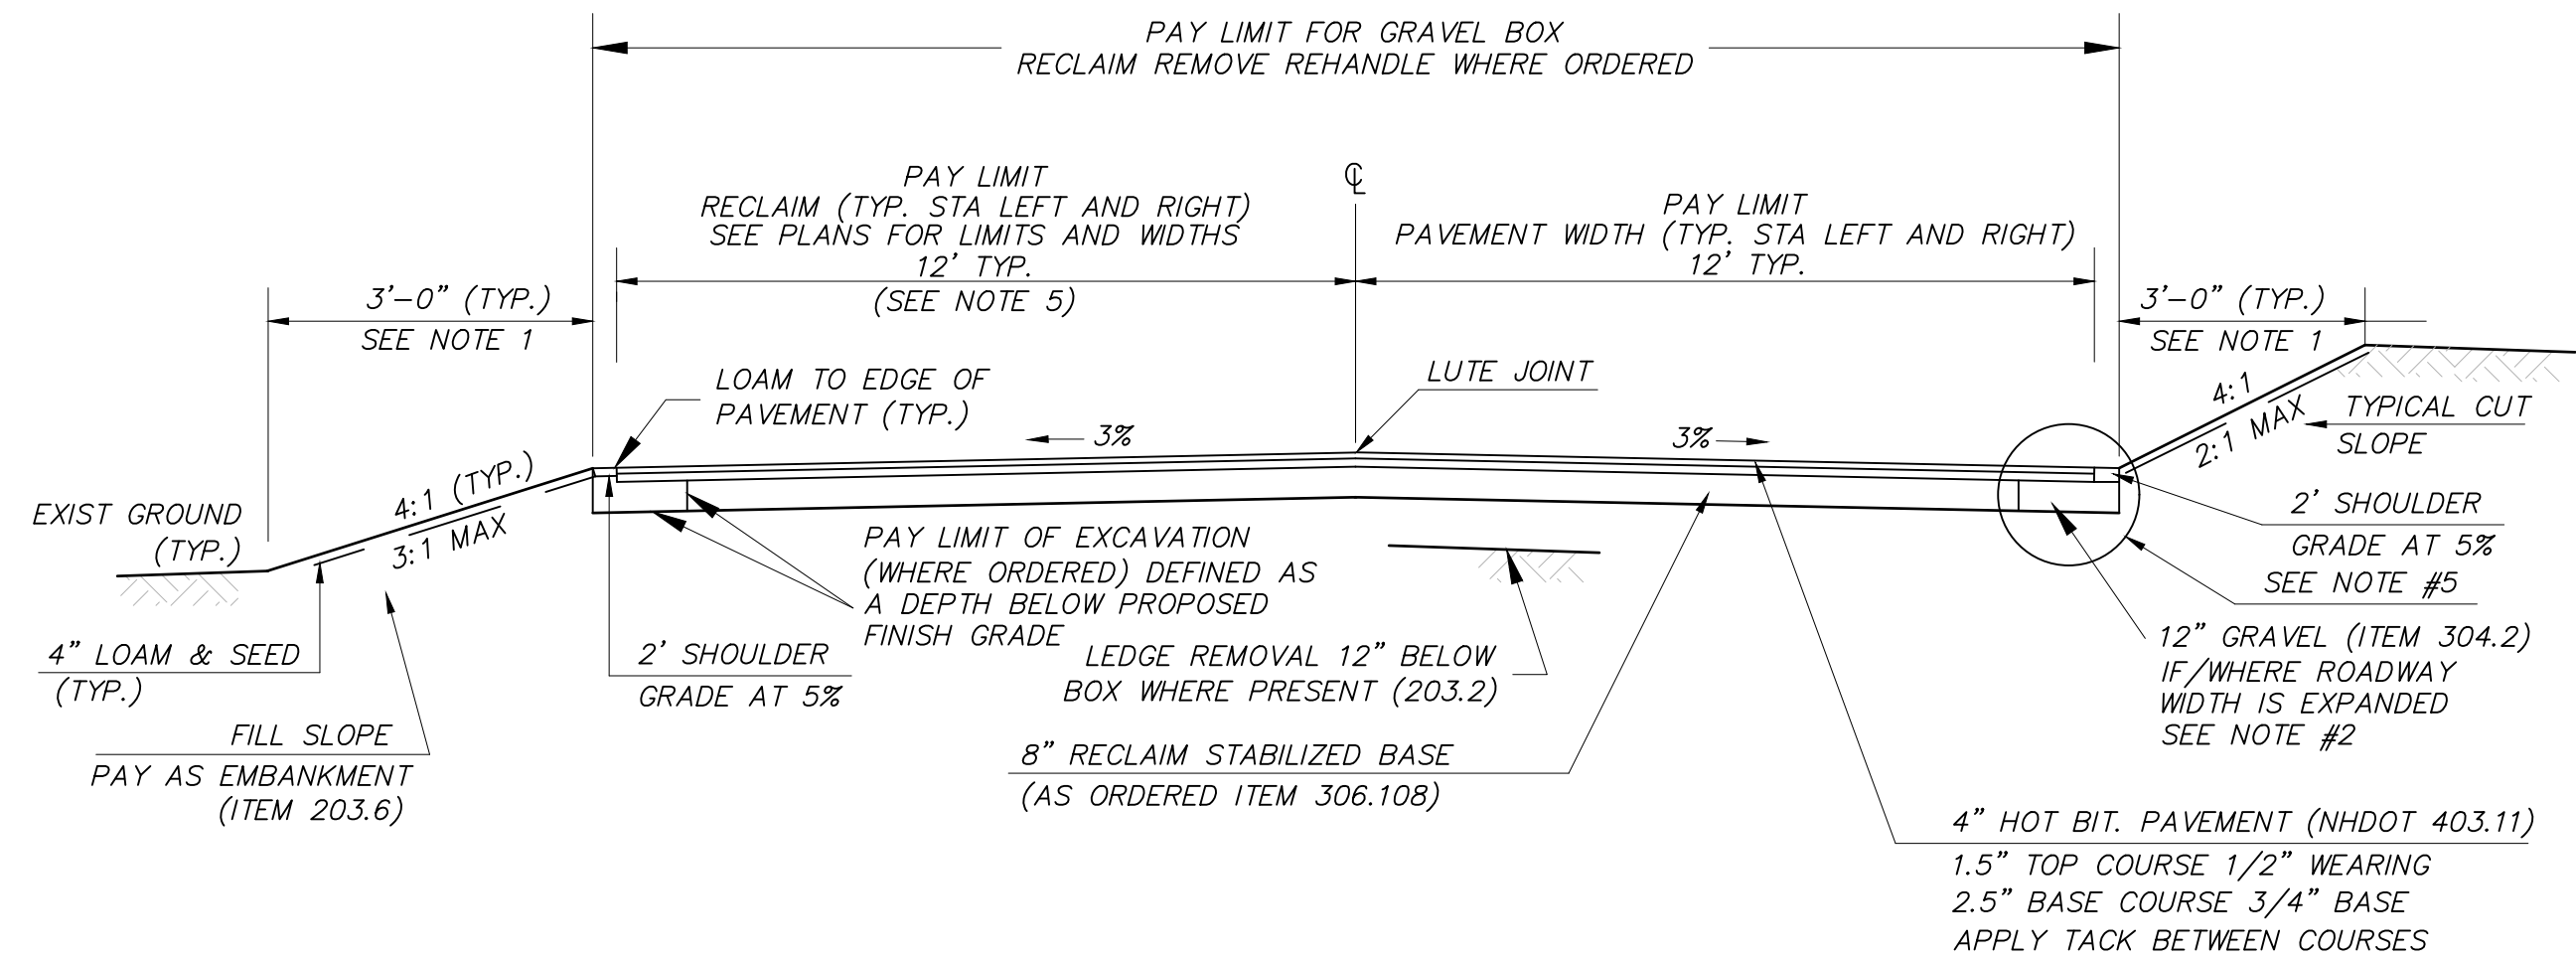 PAY LIMIT FOR GRAVEL BOX
RECLAIM REMOVE REHANDLE WHERE ORDERED
PAY LIMIT
RECLAIM (TYP. STA LEFT AND RIGHT)
SEE PLANS FOR LIMITS AND WIDTHS
12' TYP.
(SEE NOTE 5)
℄
PAY LIMIT
PAVEMENT WIDTH (TYP. STA LEFT AND RIGHT)
12' TYP.
3'-0" (TYP.)
SEE NOTE 1
3'-0" (TYP.)
SEE NOTE 1
LOAM TO EDGE OF
PAVEMENT (TYP.)
LUTE JOINT
3%
3%
4:1
2:1 MAX
TYPICAL CUT
SLOPE
4:1 (TYP.)
3:1 MAX
EXIST GROUND
(TYP.)
2' SHOULDER
GRADE AT 5%
SEE NOTE #5
PAY LIMIT OF EXCAVATION
(WHERE ORDERED) DEFINED AS
A DEPTH BELOW PROPOSED
FINISH GRADE
4" LOAM & SEED
(TYP.)
2' SHOULDER
GRADE AT 5%
LEDGE REMOVAL 12" BELOW
BOX WHERE PRESENT (203.2)
12" GRAVEL (ITEM 304.2)
IF/WHERE ROADWAY
WIDTH IS EXPANDED
SEE NOTE #2
FILL SLOPE
PAY AS EMBANKMENT
(ITEM 203.6)
8" RECLAIM STABILIZED BASE
(AS ORDERED ITEM 306.108)
4" HOT BIT. PAVEMENT (NHDOT 403.11)
1.5" TOP COURSE 1/2" WEARING
2.5" BASE COURSE 3/4" BASE
APPLY TACK BETWEEN COURSES